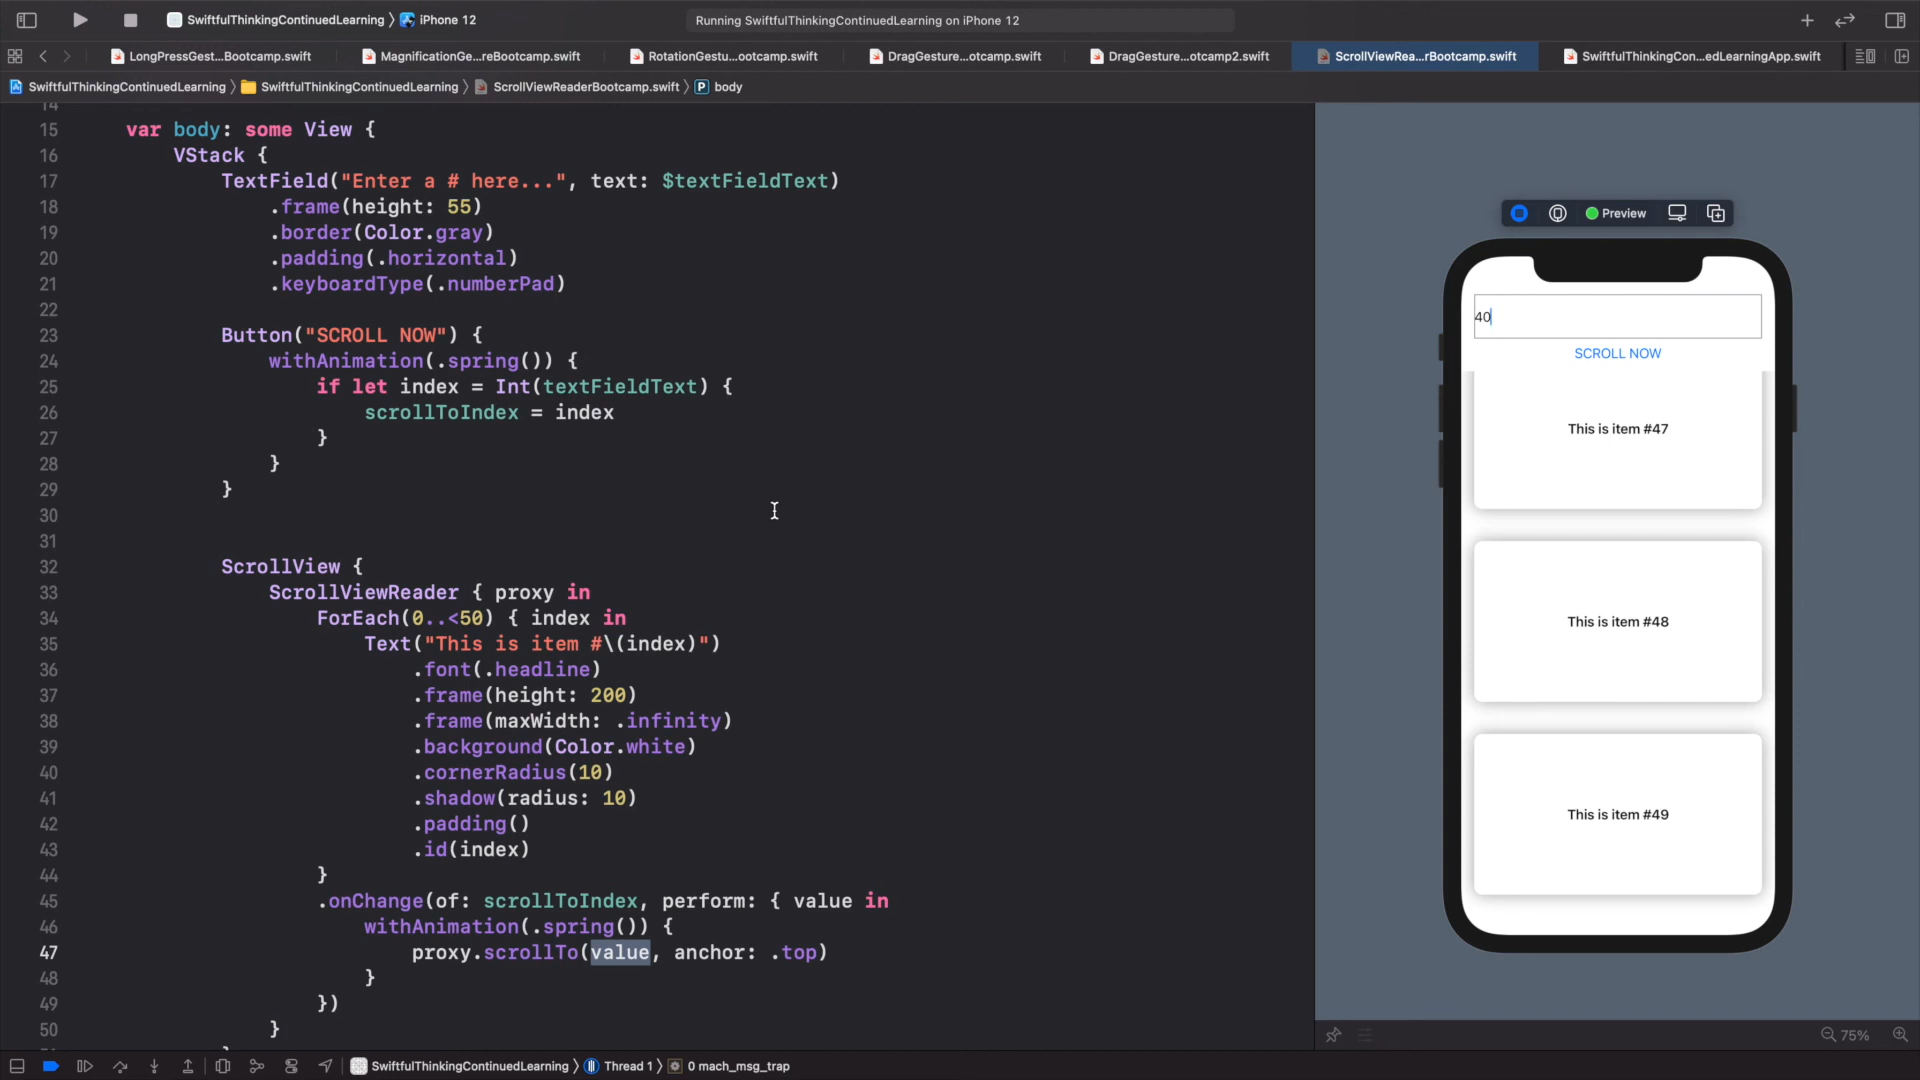 SwiftfulThinkingContinuedLearning 〉 iPhone 12
Running SwiftfulThinkingContinuedLearning on iPhone 12
LongPressGest...Bootcamp.swift
MagnificationGe...reBootcamp.swift
RotationGestu...ootcamp.swift
DragGesture...otcamp.swift
DragGesture...otcamp2.swift
ScrollViewRea...rBootcamp.swift
SwiftfulThinkingCon...edLearningApp.swift
SwiftfulThinkingContinuedLearning 〉 SwiftfulThinkingContinuedLearning 〉 ScrollViewReaderBootcamp.swift 〉 P body
14
15 var body: some View {
16 VStack {
17 TextField("Enter a # here...", text: $textFieldText)
18 .frame(height: 55)
19 .border(Color.gray)
20 .padding(.horizontal)
21 .keyboardType(.numberPad)
22
23 Button("SCROLL NOW") {
24 withAnimation(.spring()) {
25 if let index = Int(textFieldText) {
26 scrollToIndex = index
27 }
28 }
29 }
30
31
32 ScrollView {
33 ScrollViewReader { proxy in
34 ForEach(0..<50) { index in
35 Text("This is item #\(index)")
36 .font(.headline)
37 .frame(height: 200)
38 .frame(maxWidth: .infinity)
39 .background(Color.white)
40 .cornerRadius(10)
41 .shadow(radius: 10)
42 .padding()
43 .id(index)
44 }
45 .onChange(of: scrollToIndex, perform: { value in
46 withAnimation(.spring()) {
47 proxy.scrollTo(value, anchor: .top)
48 }
49 })
50 }
Preview
40
SCROLL NOW
This is item #47
This is item #48
This is item #49
75%
SwiftfulThinkingContinuedLearning 〉 Thread 1 〉 0 mach_msg_trap